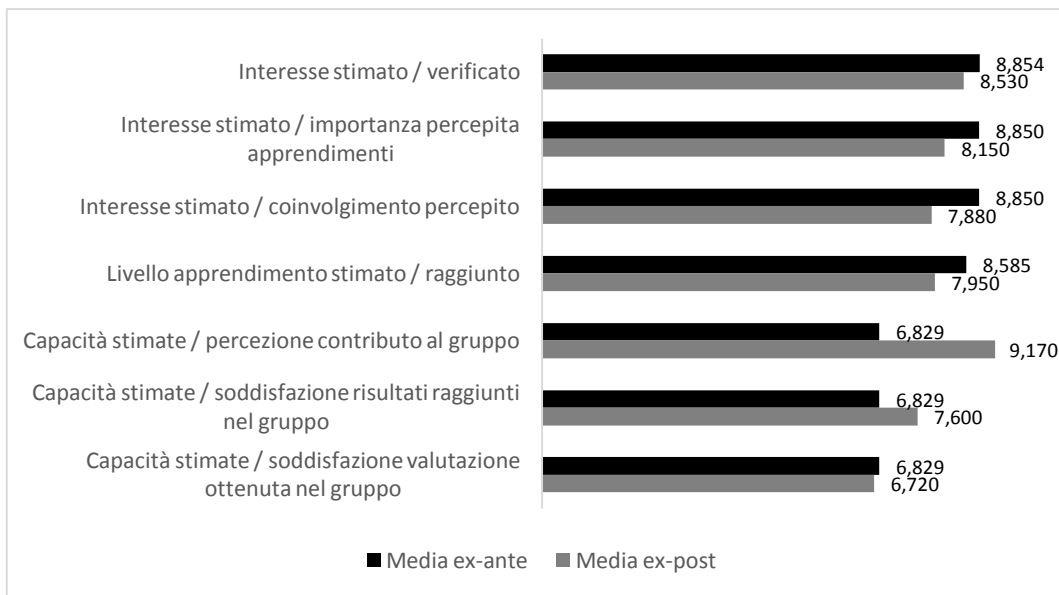 Interesse stimato / verificato
8,854
8,530
Interesse stimato / importanza percepita
apprendimenti
8,850
8,150
Interesse stimato / coinvolgimento percepito
8,850
7,880
Livello apprendimento stimato / raggiunto
8,585
7,950
Capacità stimate / percezione contributo al gruppo
6,829
9,170
Capacità stimate / soddisfazione risultati raggiunti
nel gruppo
6,829
7,600
Capacità stimate / soddisfazione valutazione
ottenuta nel gruppo
6,829
6,720
Media ex-ante Media ex-post